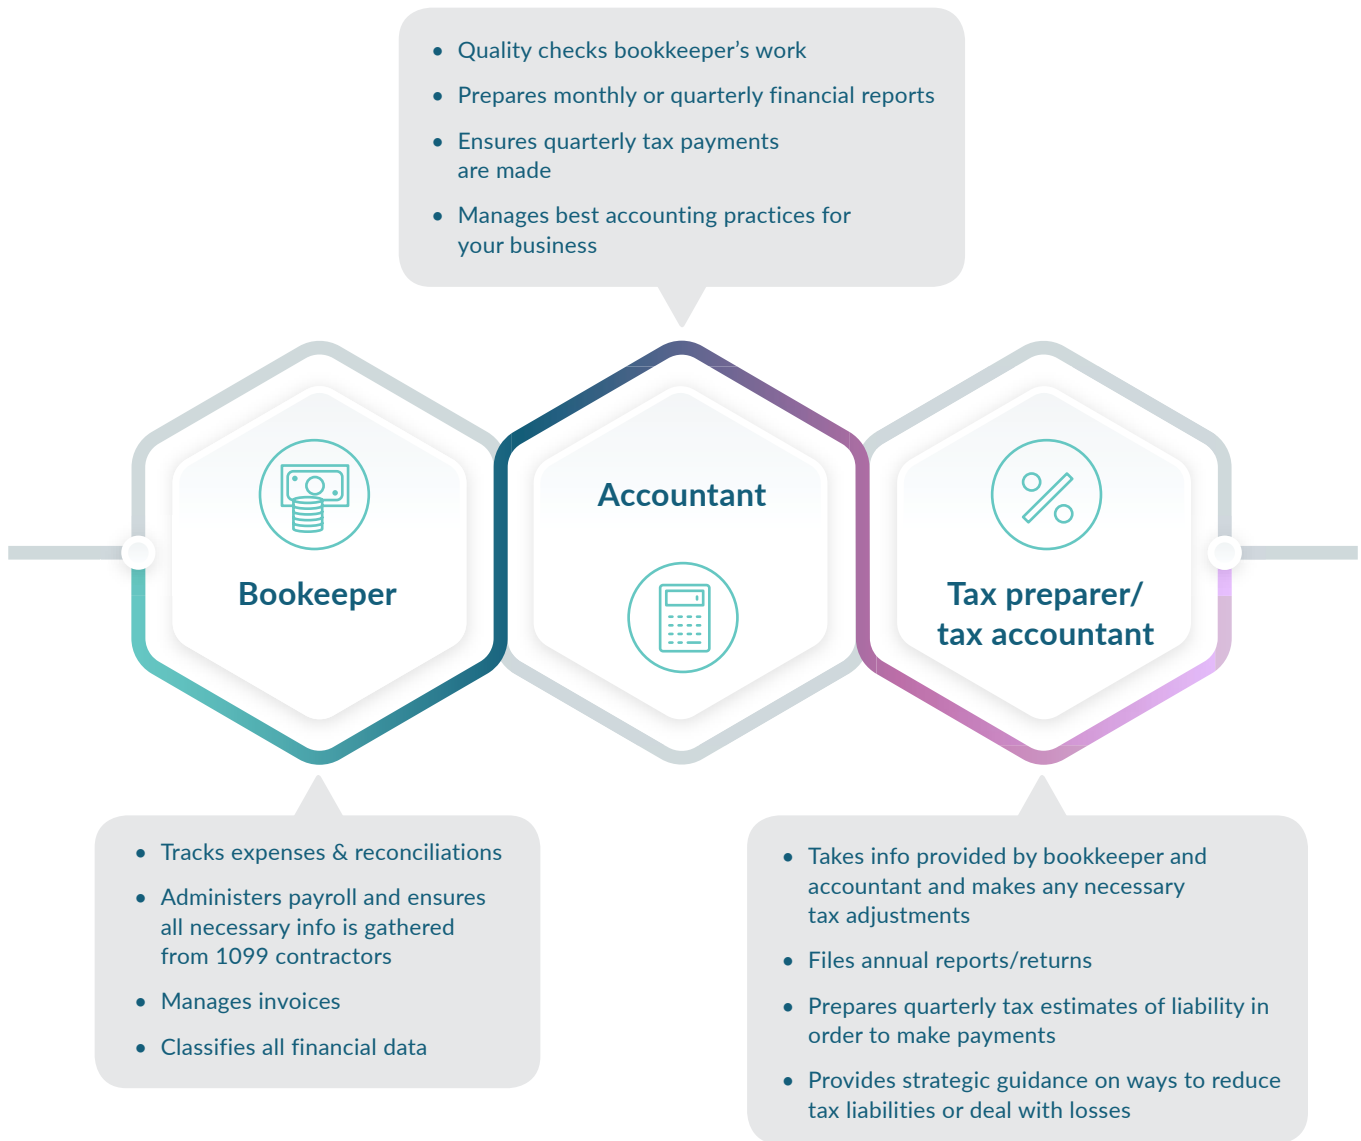 • Quality checks bookkeeper’s work
• Prepares monthly or quarterly financial reports
• Ensures quarterly tax payments
are made
• Manages best accounting practices for
your business
Bookeeper
Accountant
Tax preparer/
tax accountant
• Tracks expenses & reconciliations
• Administers payroll and ensures
all necessary info is gathered
from 1099 contractors
• Manages invoices
• Classifies all financial data
• Takes info provided by bookkeeper and
accountant and makes any necessary
tax adjustments
• Files annual reports/returns
• Prepares quarterly tax estimates of liability in
order to make payments
• Provides strategic guidance on ways to reduce
tax liabilities or deal with losses